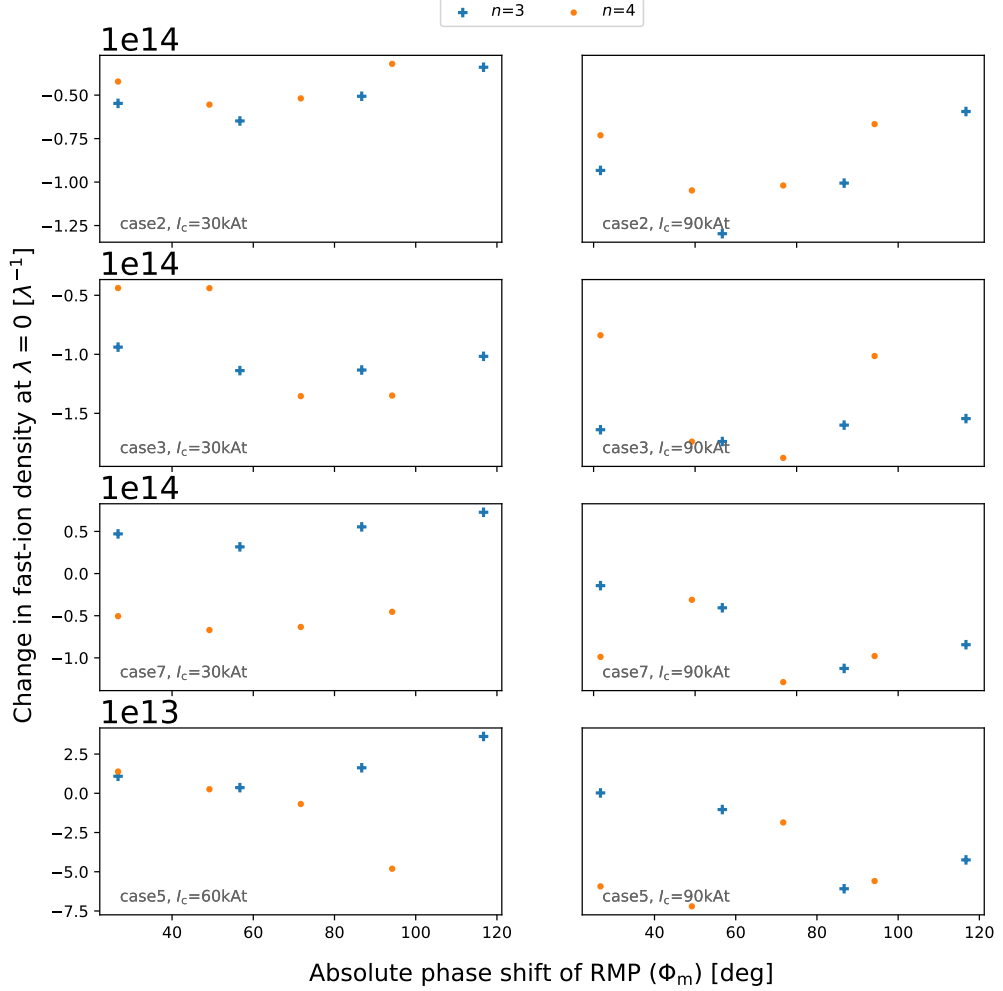 n=3 n=4
1e14
−0.50
−0.75
−1.00
−1.25
case2, Ic=30kAt
case2, Ic=90kAt
1e14
−0.5
−1.0
−1.5
case3, Ic=30kAt
case3, Ic=90kAt
1e14
0.5
0.0
−0.5
−1.0
case7, Ic=30kAt
case7, Ic=90kAt
1e13
2.5
0.0
−2.5
−5.0
−7.5
case5, Ic=60kAt
case5, Ic=90kAt
40 60 80 100 120
40 60 80 100 120
Change in fast-ion density at λ = 0 [λ⁻¹]
Absolute phase shift of RMP (Φm) [deg]